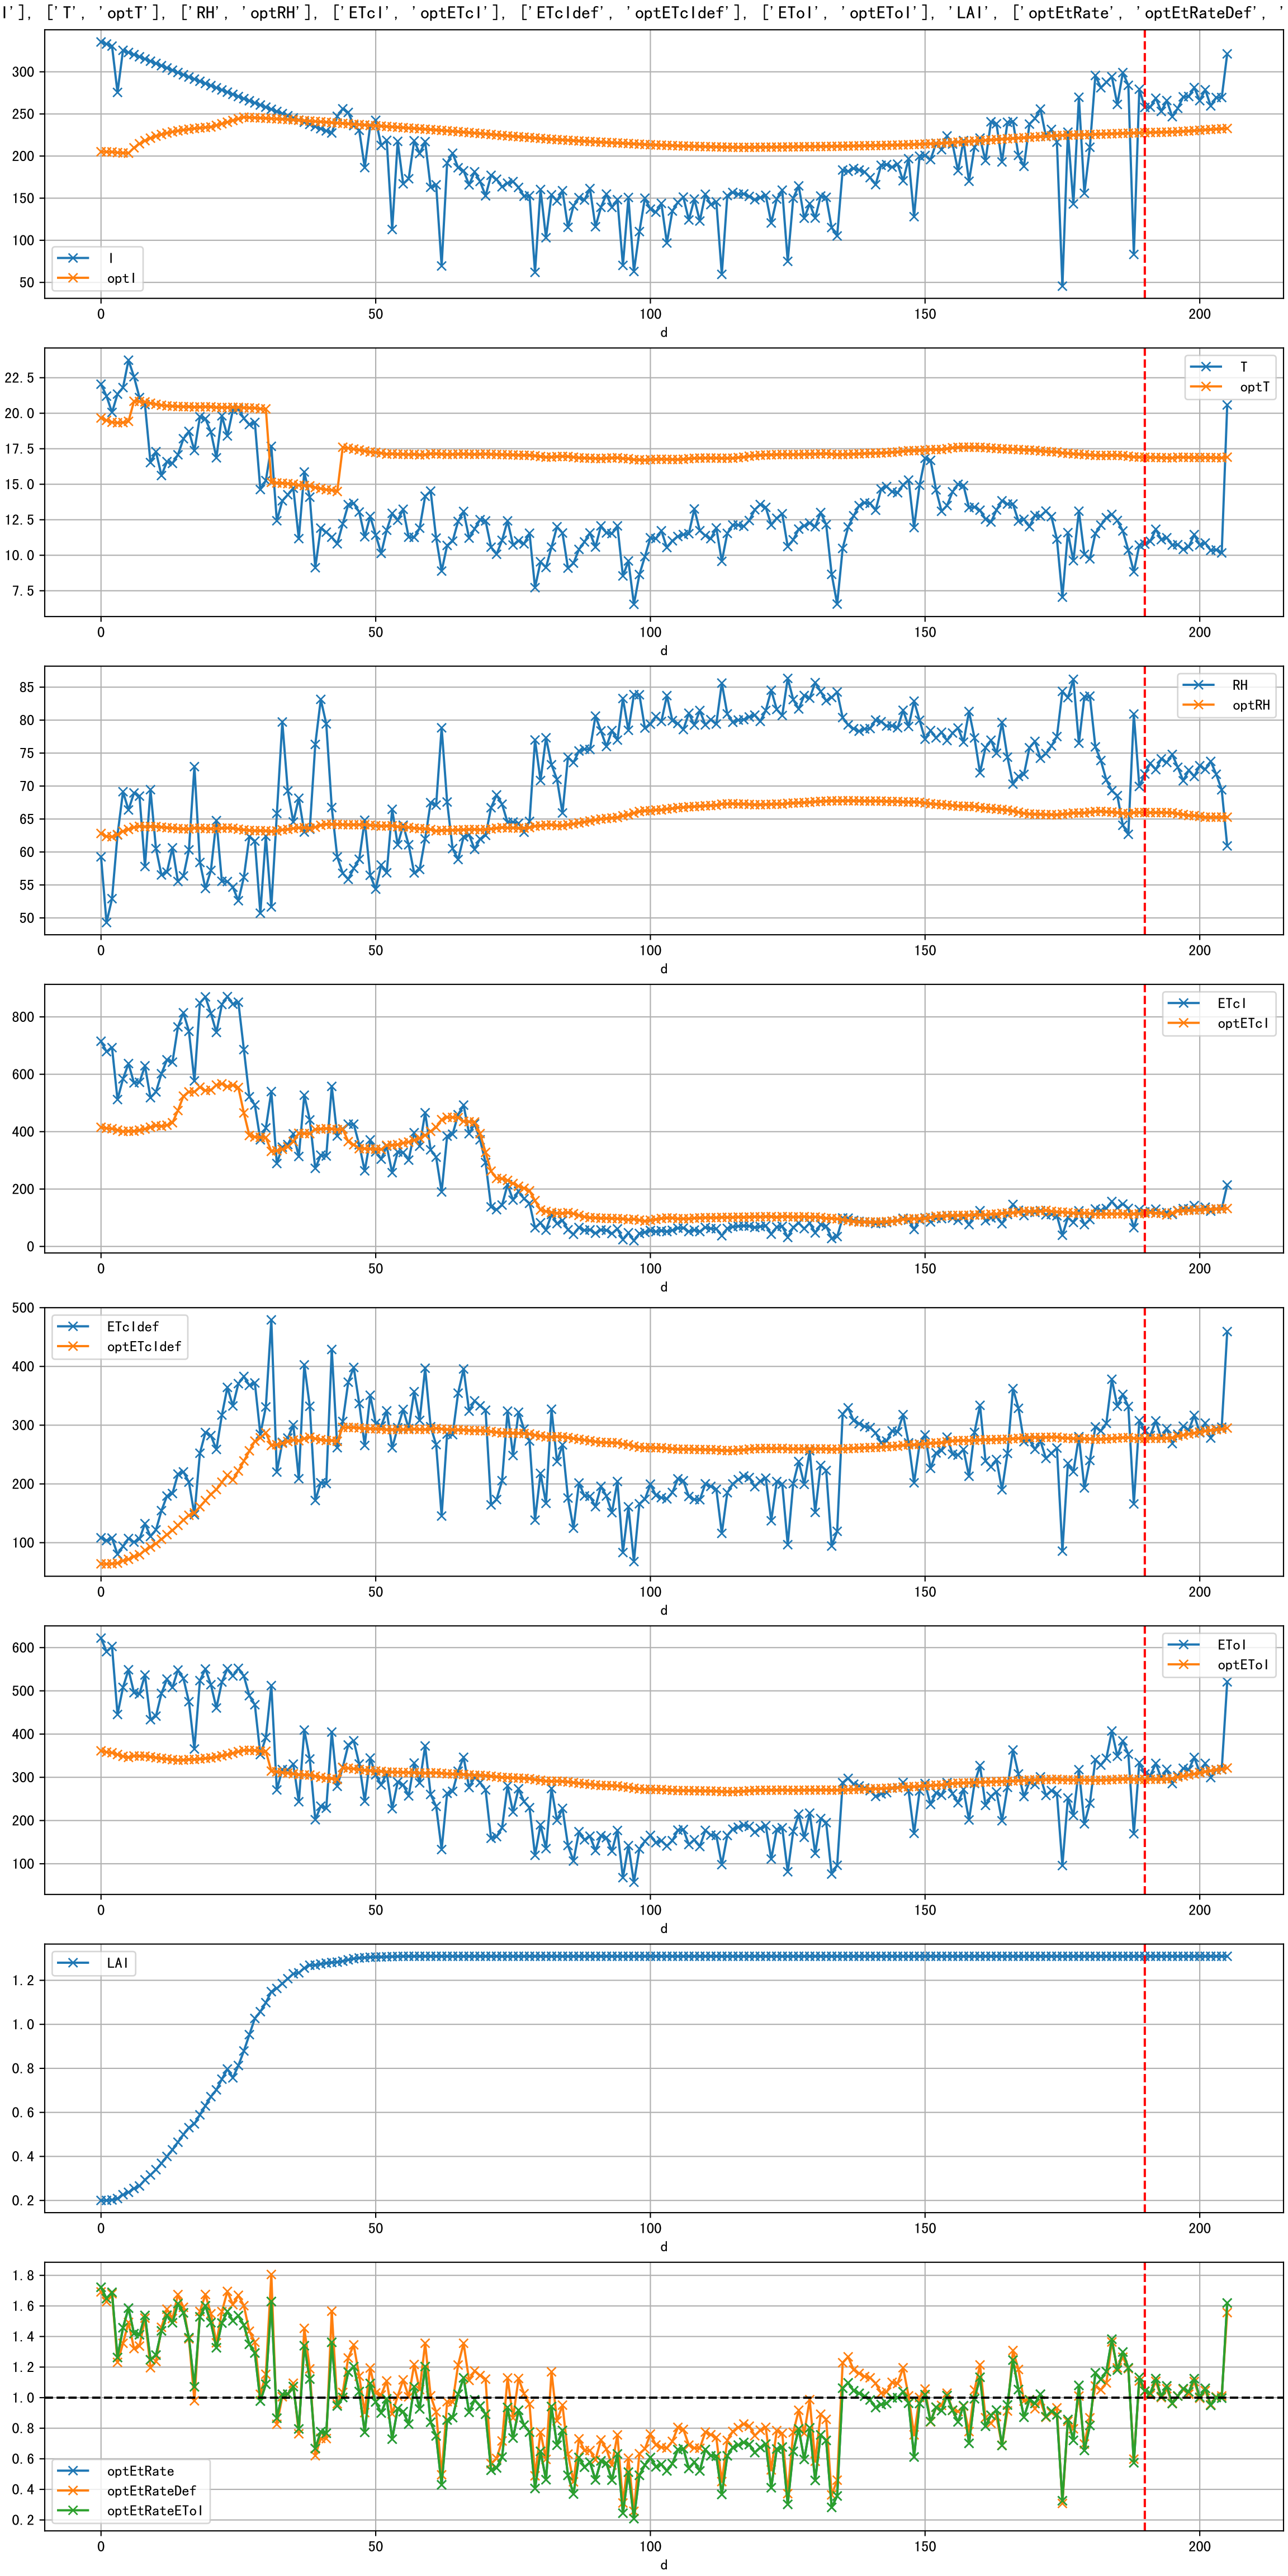 I'], ['T', 'optT'], ['RH', 'optRH'], ['ETcI', 'optETcI'], ['ETcIdef', 'optETcIdef'], ['EToI', 'optEToI'], 'LAI', ['optEtRate', 'optEtRateDef', '
300
250
200
150
100
50
I
optI
0 50 100 150 200
d
22.5
20.0
17.5
15.0
12.5
10.0
7.5
T
optT
0 50 100 150 200
d
85
80
75
70
65
60
55
50
RH
optRH
0 50 100 150 200
d
800
600
400
200
0
ETcI
optETcI
0 50 100 150 200
d
500
400
300
200
100
ETcIdef
optETcIdef
0 50 100 150 200
d
600
500
400
300
200
100
EToI
optEToI
0 50 100 150 200
d
1.2
1.0
0.8
0.6
0.4
0.2
LAI
0 50 100 150 200
d
1.8
1.6
1.4
1.2
1.0
0.8
0.6
0.4
0.2
optEtRate
optEtRateDef
optEtRateEToI
0 50 100 150 200
d